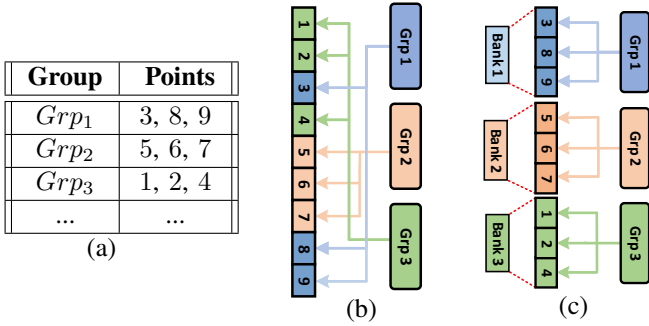 Group Points
Grp1 3, 8, 9
Grp2 5, 6, 7
Grp3 1, 2, 4
... ...
(a)
1
2
3
4
5
6
7
8
9
Grp 1
Grp 2
Grp 3
(b)
Bank 1
Bank 2
Bank 3
3
8
9
5
6
7
1
2
4
Grp 1
Grp 2
Grp 3
(c)